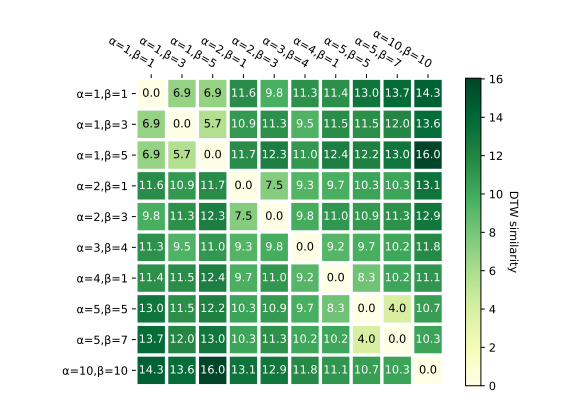 α=1,β=1 α=1,β=3 α=1,β=5 α=2,β=1 α=2,β=3 α=3,β=4 α=4,β=1 α=5,β=5 α=5,β=7 α=10,β=10
α=1,β=1 0.0 6.9 6.9 11.6 9.8 11.3 11.4 13.0 13.7 14.3
α=1,β=3 6.9 0.0 5.7 10.9 11.3 9.5 11.5 11.5 12.0 13.6
α=1,β=5 6.9 5.7 0.0 11.7 12.3 11.0 12.4 12.2 13.0 16.0
α=2,β=1 11.6 10.9 11.7 0.0 7.5 9.3 9.7 10.3 10.3 13.1
α=2,β=3 9.8 11.3 12.3 7.5 0.0 9.8 11.0 10.9 11.3 12.9
α=3,β=4 11.3 9.5 11.0 9.3 9.8 0.0 9.2 9.7 10.2 11.8
α=4,β=1 11.4 11.5 12.4 9.7 11.0 9.2 0.0 8.3 10.2 11.1
α=5,β=5 13.0 11.5 12.2 10.3 10.9 9.7 8.3 0.0 4.0 10.7
α=5,β=7 13.7 12.0 13.0 10.3 11.3 10.2 10.2 4.0 0.0 10.3
α=10,β=10 14.3 13.6 16.0 13.1 12.9 11.8 11.1 10.7 10.3 0.0
16
14
12
10
8
6
4
2
0
DTW similarity